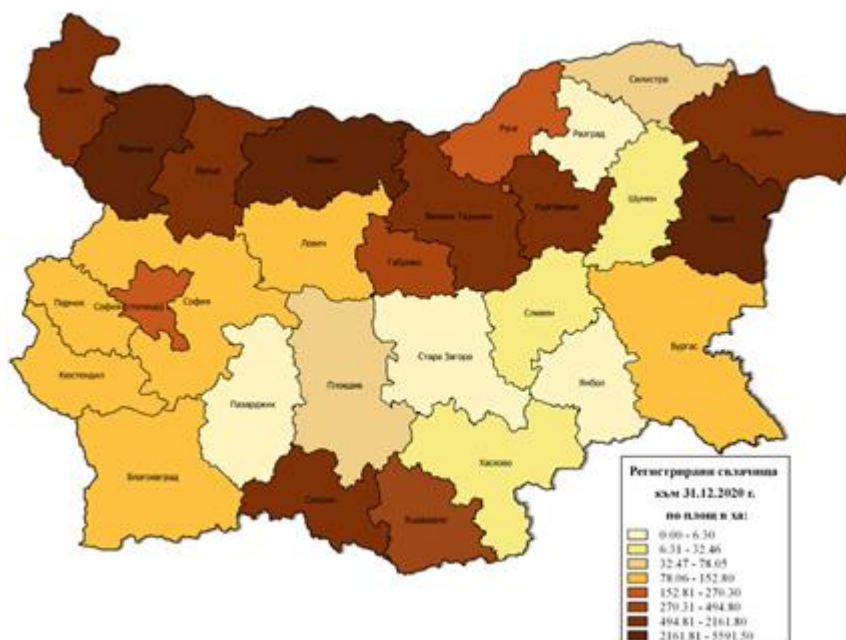 Видин
Монтана
Враца
Плевен
Велико Търново
Русе
Разград
Силистра
Добрич
Търговище
Шумен
Варна
Ловеч
Габрово
Перник
София (столица)
София
Кюстендил
Сливен
Бургас
Стара Загора
Ямбол
Пловдив
Пазарджик
Хасково
Благоевград
Смолян
Кърджали
Регистрирани свлачища
към 31.12.2020 г.
по площ в ха:
0.00 - 6.30
6.31 - 32.46
32.47 - 78.05
78.06 - 152.80
152.81 - 270.30
270.31 - 494.80
494.81 - 2161.80
2161.81 - 5591.50